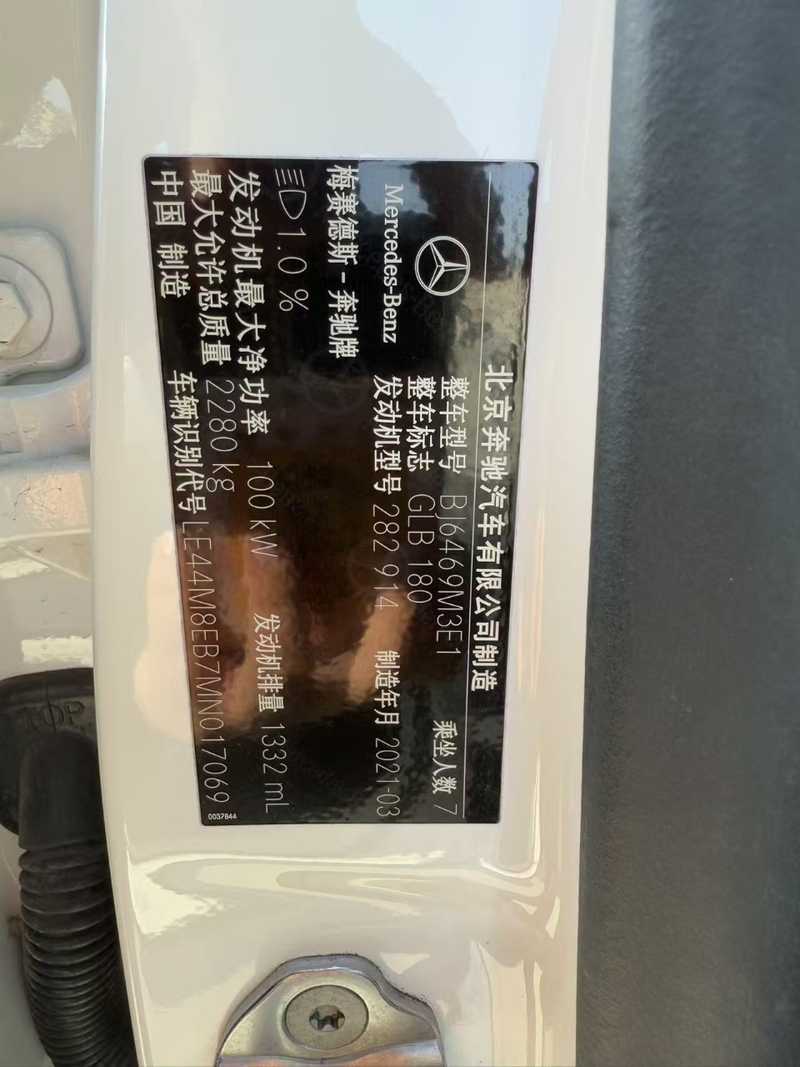 北京奔驰汽车有限公司制造
Mercedes-Benz
梅赛德斯-奔驰牌
整车型号 BJ6469M3E1 乘坐人数 7
整车标志 GLB 180
发动机型号 282 914 制造年月 2021-03
1.0 %
发动机最大净功率 100 kW 发动机排量 1332 mL
最大允许总质量 2280 kg
中国 制造 车辆识别代号 LE44M8EB7MN017069
0037844
TOP